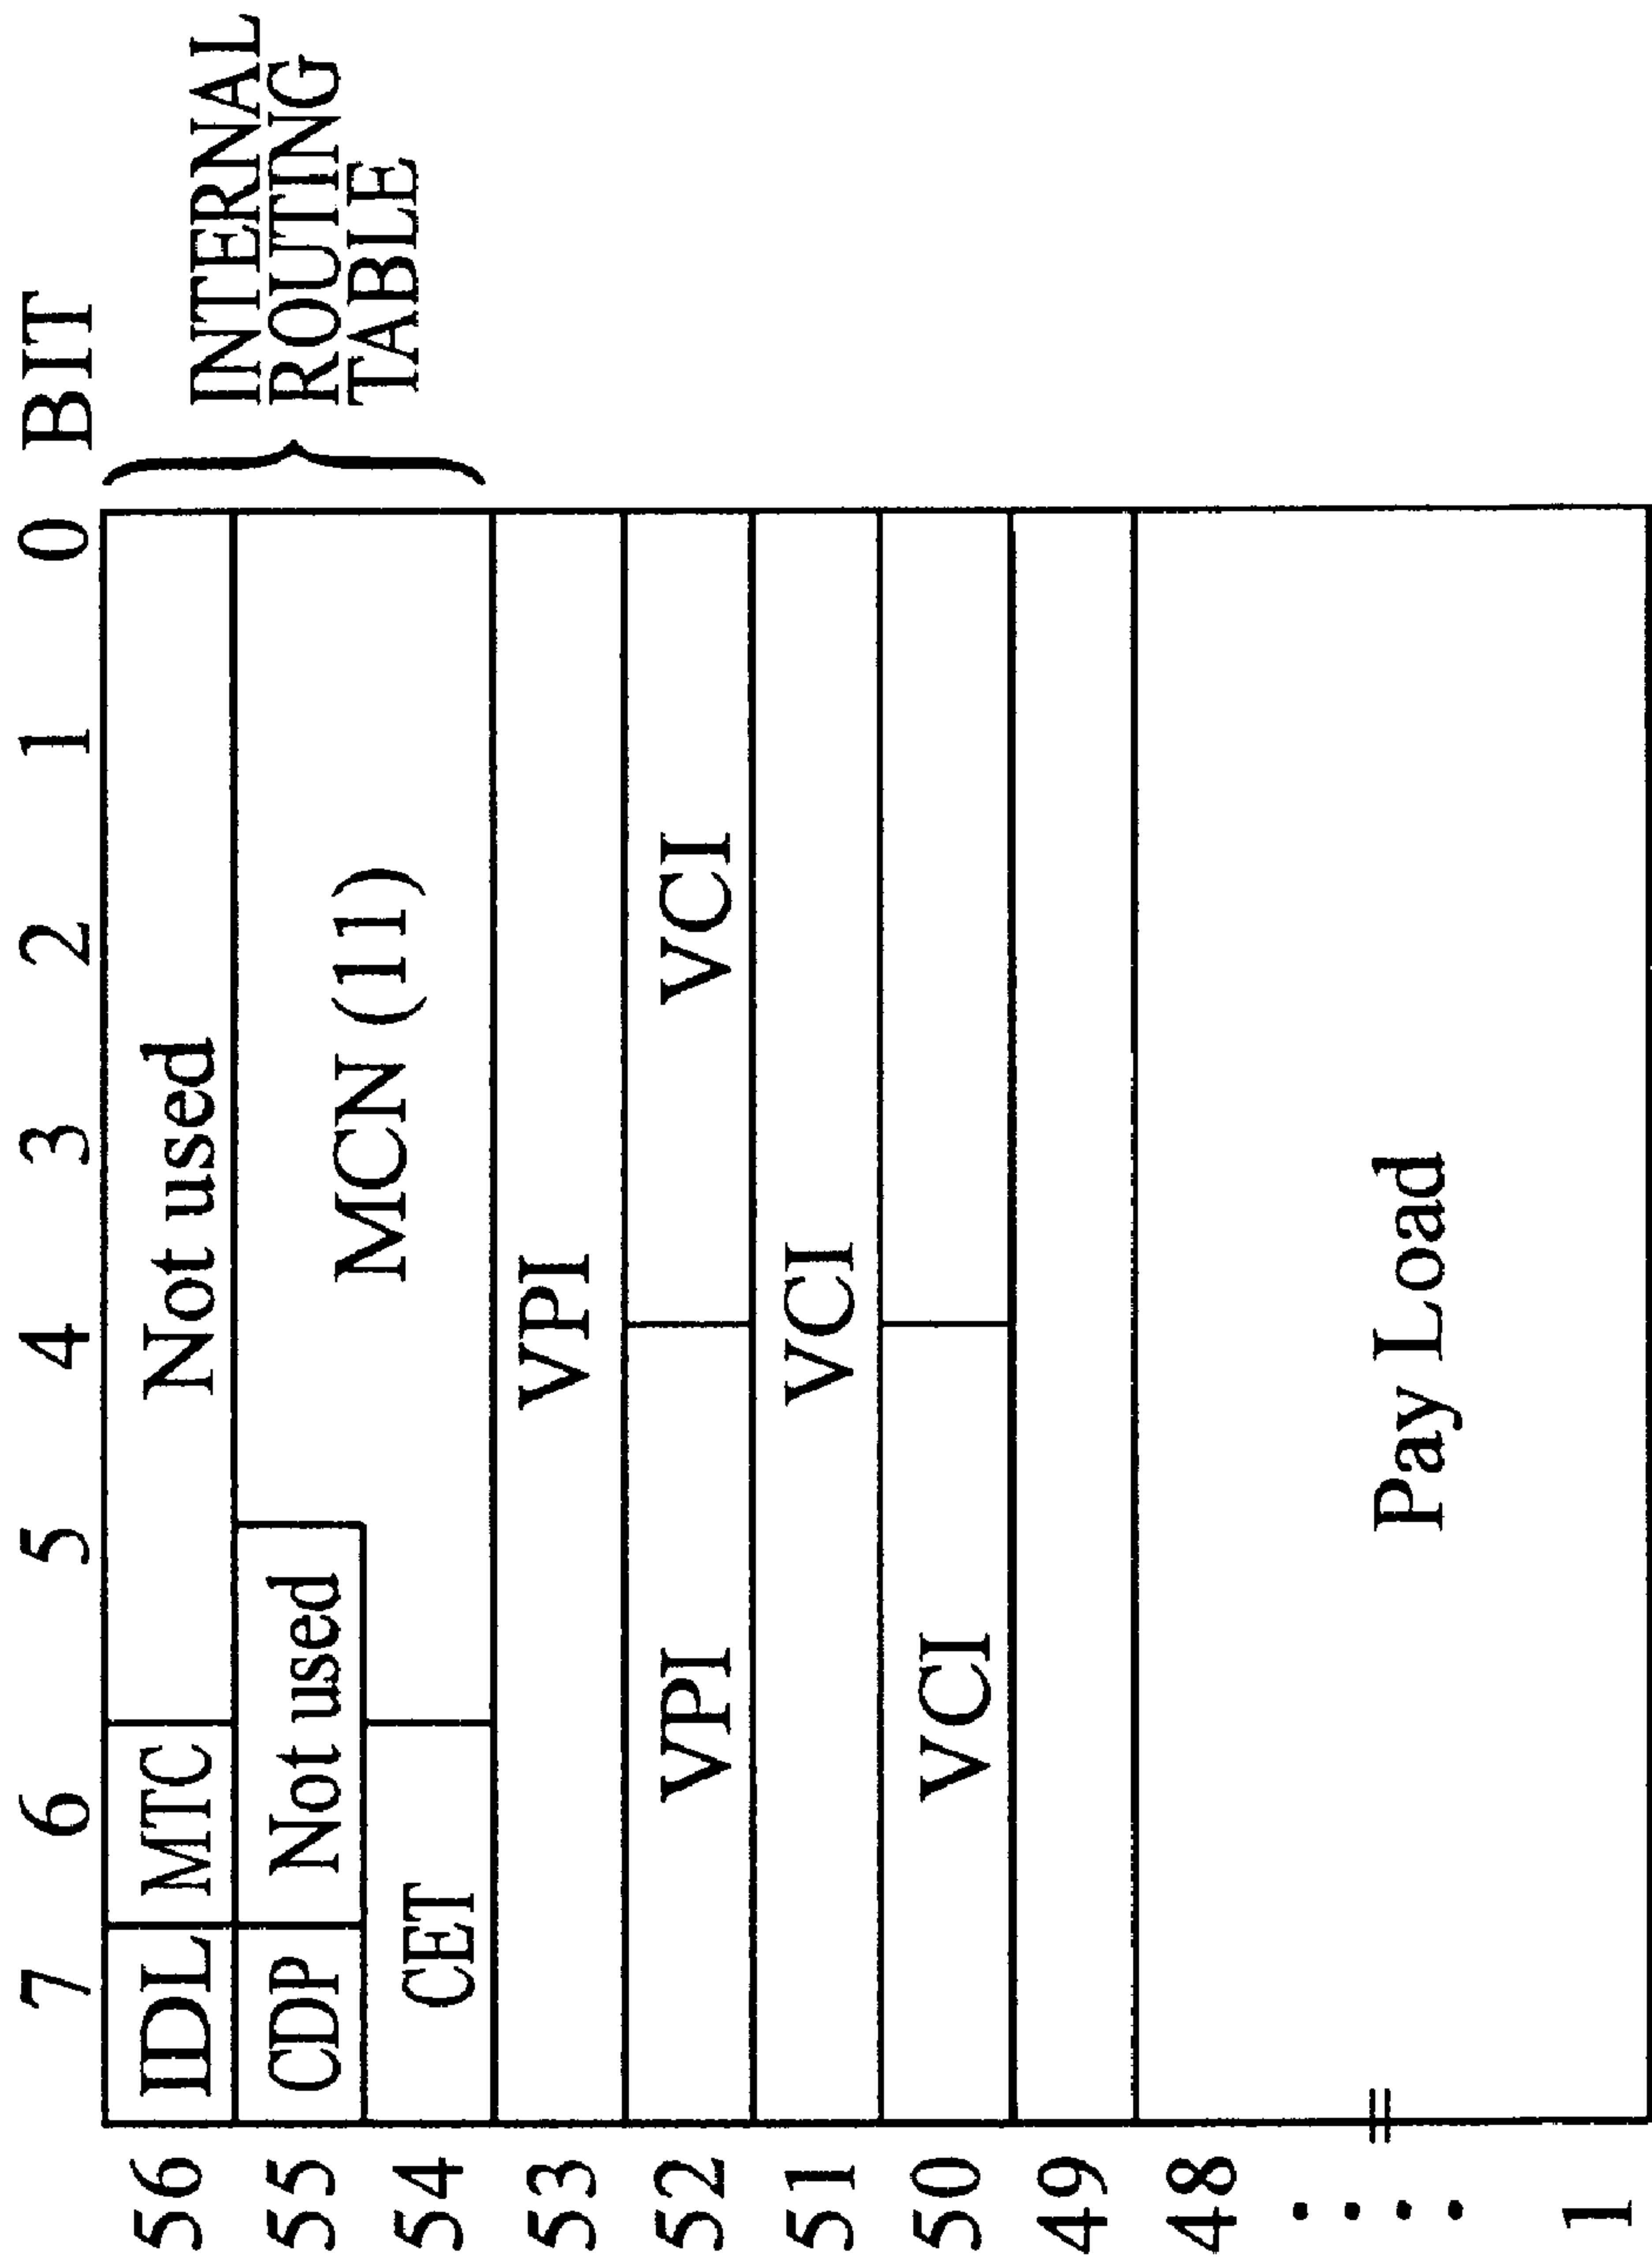 7 6 5 4 3 2 1 0 BIT
56 IDL MTC Not used
INTERNAL
ROUTING
TABLE
55 CDP Not used
MCN (11)
54 CET
53 VPI
52 VPI VCI
51 VCI
50 VCI
49
48
Pay Load
1